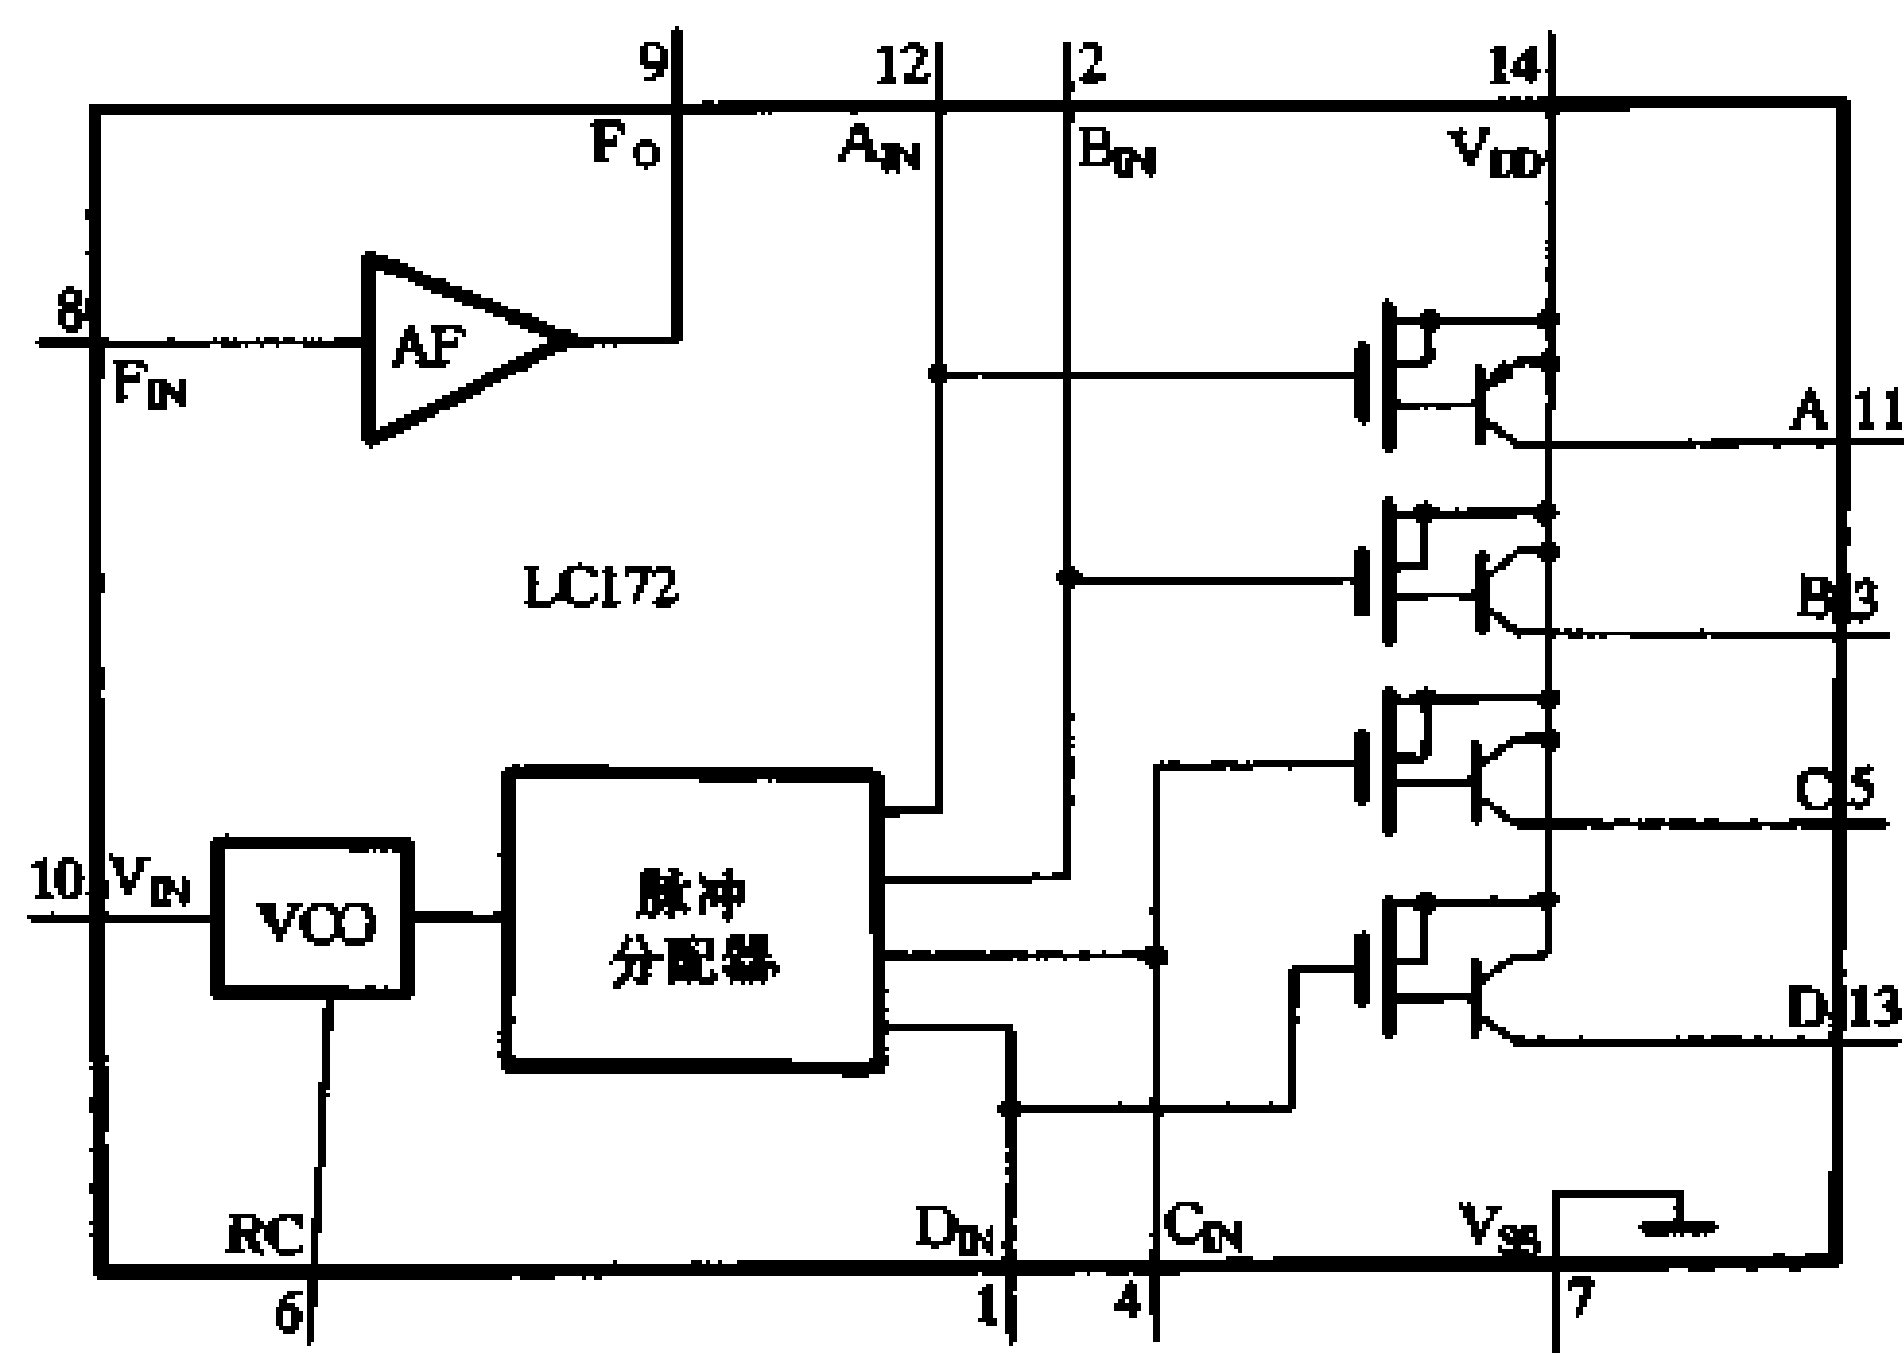 9
12
2
14
F_O
A_IN
B_IN
V_DD
8
AF
F_IN
A 11
LC172
B 3
C 5
10 V_IN
VCO
脉冲
分配器
D 13
RC
D_IN
C_IN
V_SS
6
1
4
7